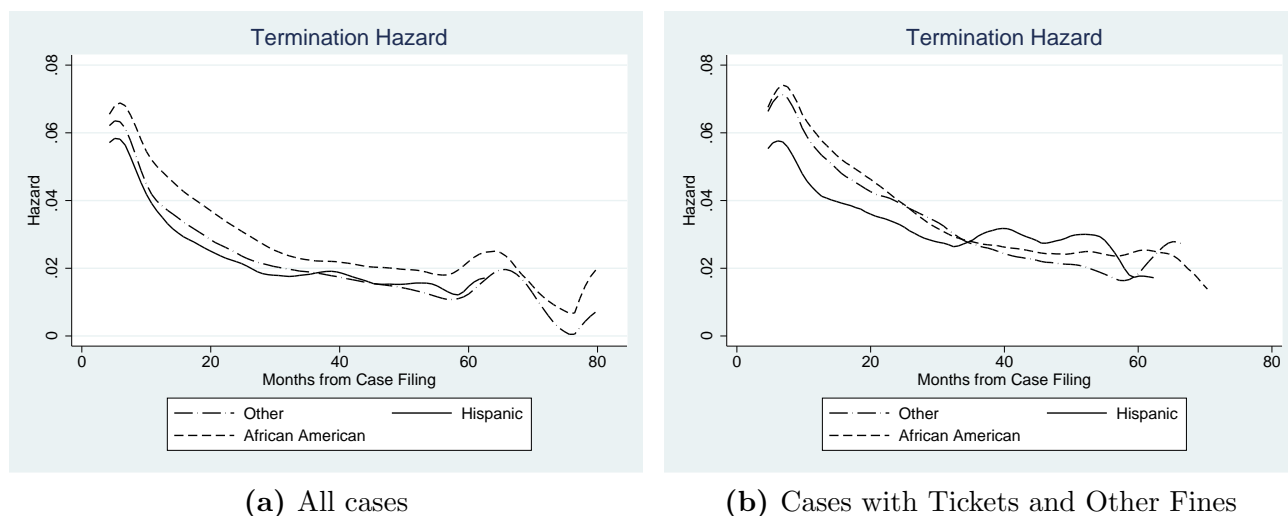 Termination Hazard
.08
.06
.04
.02
0
Hazard
0 20 40 60 80
Months from Case Filing
Other Hispanic
African American
(a) All cases
Termination Hazard
.08
.06
.04
.02
0
Hazard
0 20 40 60 80
Months from Case Filing
Other Hispanic
African American
(b) Cases with Tickets and Other Fines